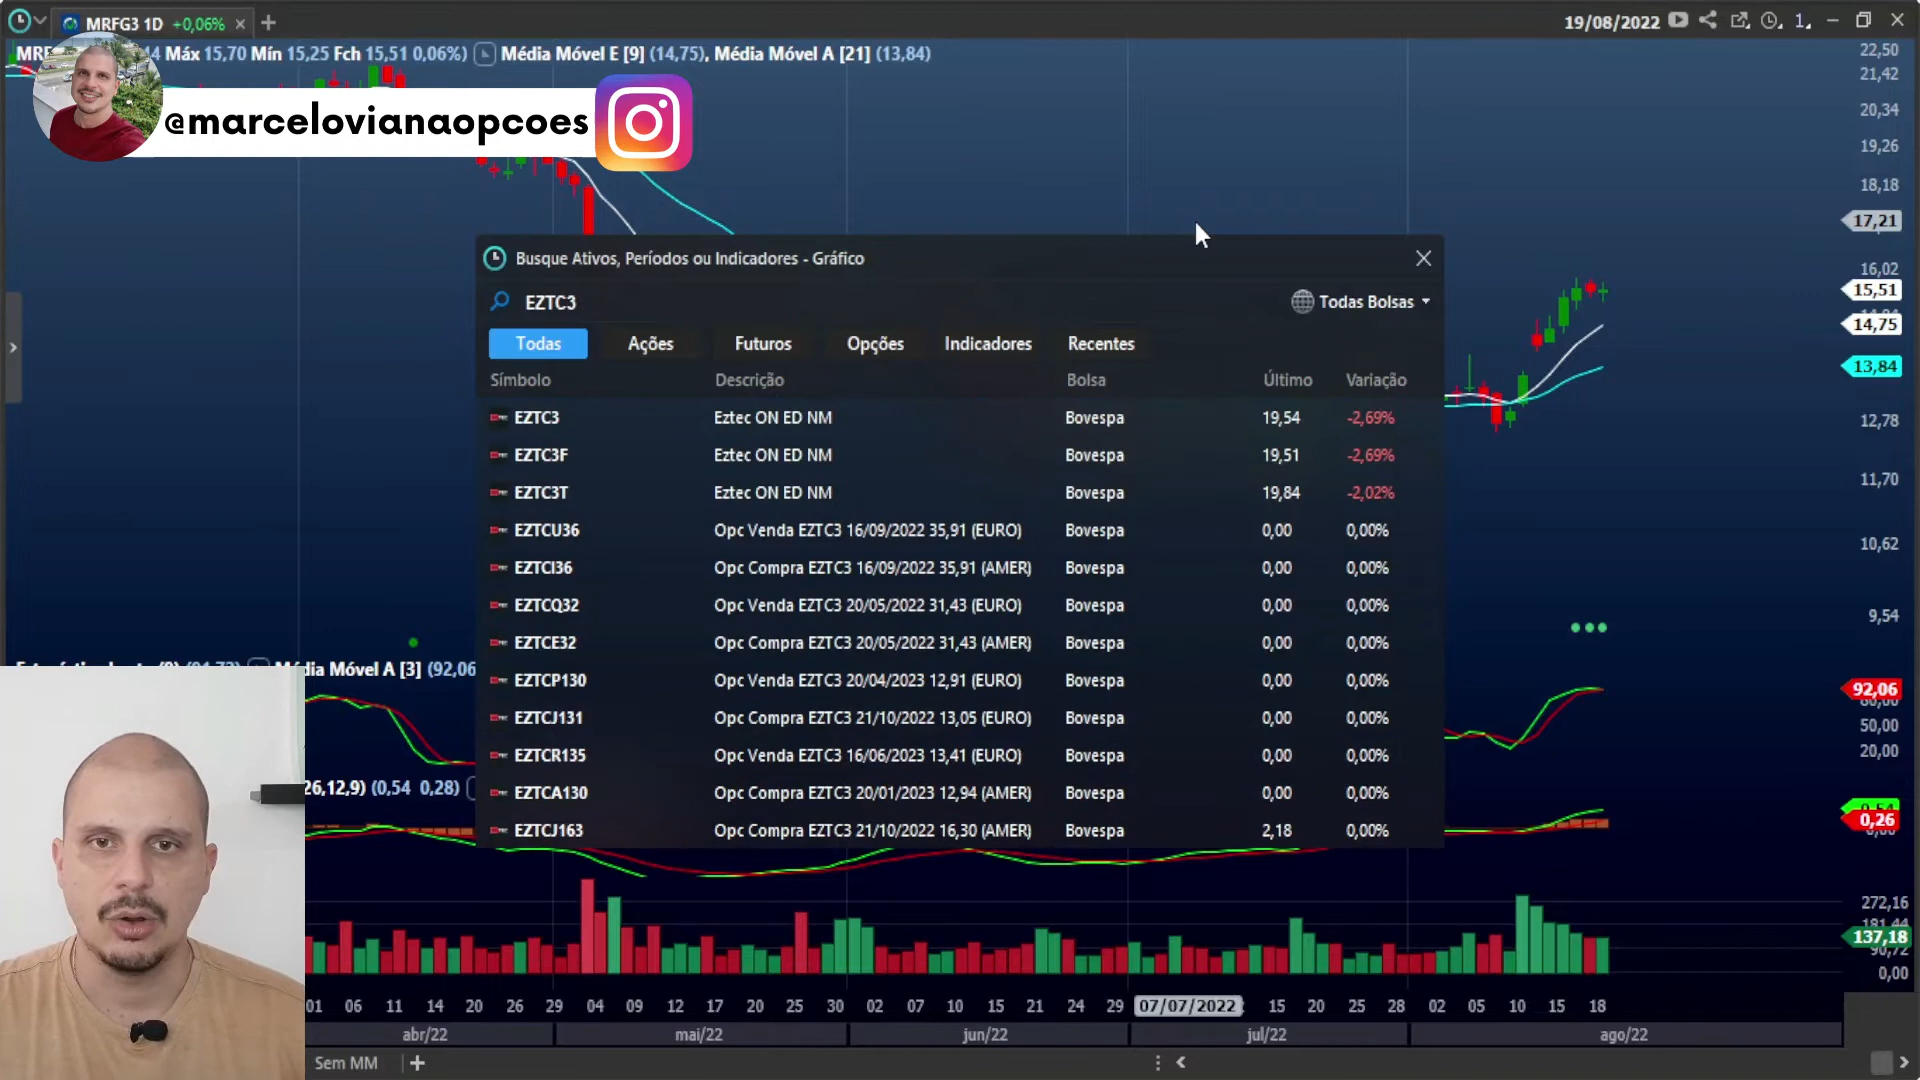 MRFG3 1D +0,06%
19/08/2022
1
Máx 15,70 Mín 15,25 Fch 15,51 0,06%) Média Móvel E [9] (14,75), Média Móvel A [21] (13,84)
@marcelovianaopcoes
22,50
21,42
20,34
19,26
18,18
17,21
16,02
15,51
14,75
13,84
12,78
11,70
10,62
9,54
Busque Ativos, Períodos ou Indicadores - Gráfico
EZTC3
Todas Bolsas
Todas Ações Futuros Opções Indicadores Recentes
Símbolo Descrição Bolsa Último Variação
EZTC3 Eztec ON ED NM Bovespa 19,54 -2,69%
EZTC3F Eztec ON ED NM Bovespa 19,51 -2,69%
EZTC3T Eztec ON ED NM Bovespa 19,84 -2,02%
EZTCU36 Opc Venda EZTC3 16/09/2022 35,91 (EURO) Bovespa 0,00 0,00%
EZTCI36 Opc Compra EZTC3 16/09/2022 35,91 (AMER) Bovespa 0,00 0,00%
EZTCQ32 Opc Venda EZTC3 20/05/2022 31,43 (EURO) Bovespa 0,00 0,00%
EZTCE32 Opc Compra EZTC3 20/05/2022 31,43 (AMER) Bovespa 0,00 0,00%
EZTCP130 Opc Venda EZTC3 20/04/2023 12,91 (EURO) Bovespa 0,00 0,00%
EZTCJ131 Opc Compra EZTC3 21/10/2022 13,05 (EURO) Bovespa 0,00 0,00%
EZTCR135 Opc Venda EZTC3 16/06/2023 13,41 (EURO) Bovespa 0,00 0,00%
EZTCA130 Opc Compra EZTC3 20/01/2023 12,94 (AMER) Bovespa 0,00 0,00%
EZTCJ163 Opc Compra EZTC3 21/10/2022 16,30 (AMER) Bovespa 2,18 0,00%
Móvel A [3] (92,06
92,06
50,00
20,00
26,12,9) (0,54 0,28)
0,26
272,16
137,18
0,00
01 06 11 14 20 26 29 04 09 12 17 20 25 30 02 07 10 15 21 24 29 07/07/2022 15 20 25 28 02 05 10 15 18
abr/22 mai/22 jun/22 jul/22 ago/22
Sem MM